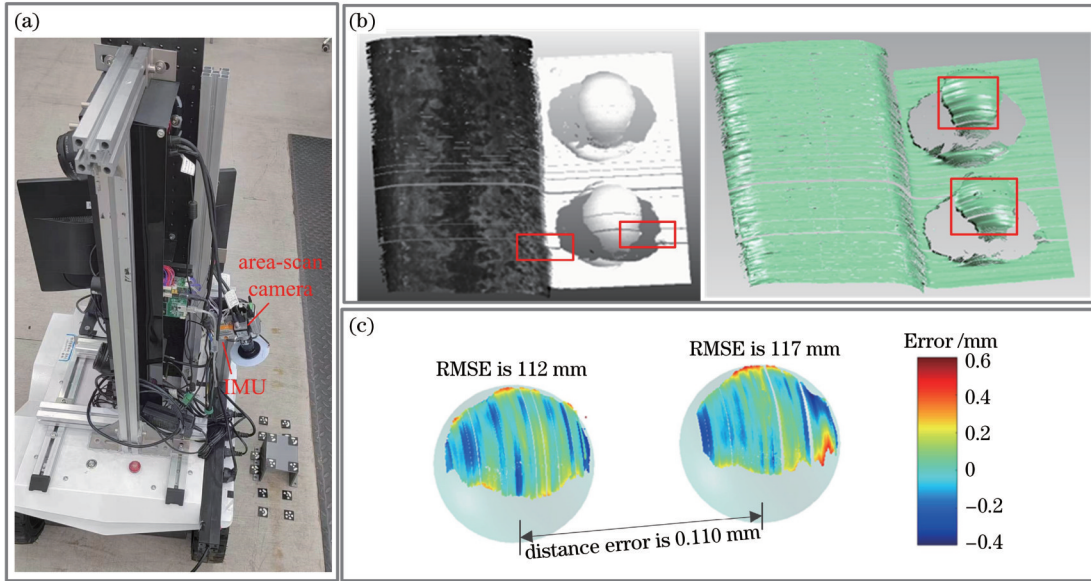 (a)
area-scan
camera
IMU
(b)
(c)
RMSE is 112 mm
RMSE is 117 mm
distance error is 0.110 mm
Error /mm
0.6
0.4
0.2
0
-0.2
-0.4